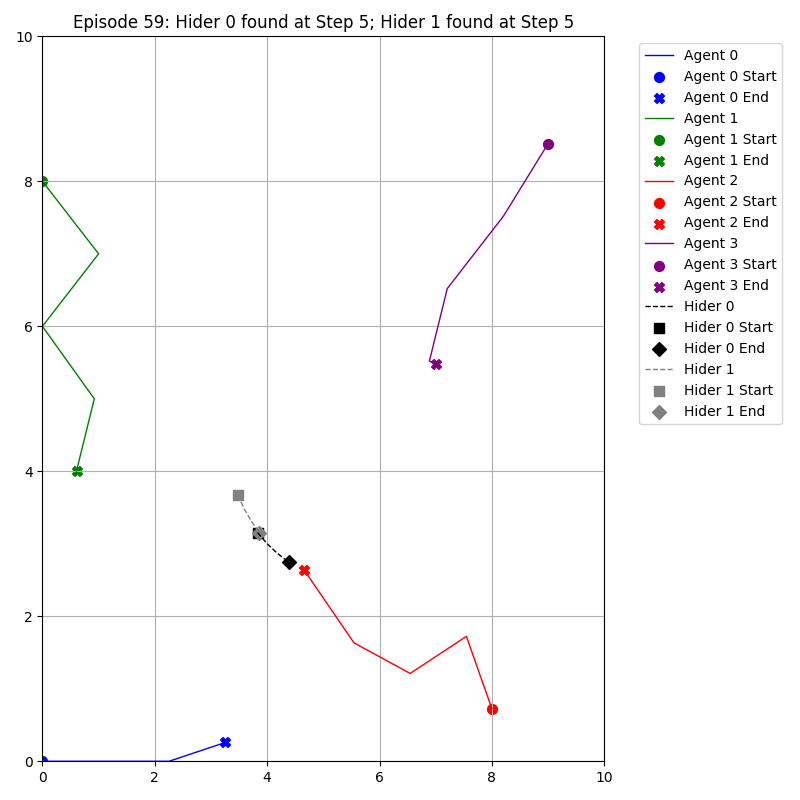 Episode 59: Hider 0 found at Step 5; Hider 1 found at Step 5
10
8
6
4
2
0
0 2 4 6 8 10
Agent 0
Agent 0 Start
Agent 0 End
Agent 1
Agent 1 Start
Agent 1 End
Agent 2
Agent 2 Start
Agent 2 End
Agent 3
Agent 3 Start
Agent 3 End
Hider 0
Hider 0 Start
Hider 0 End
Hider 1
Hider 1 Start
Hider 1 End